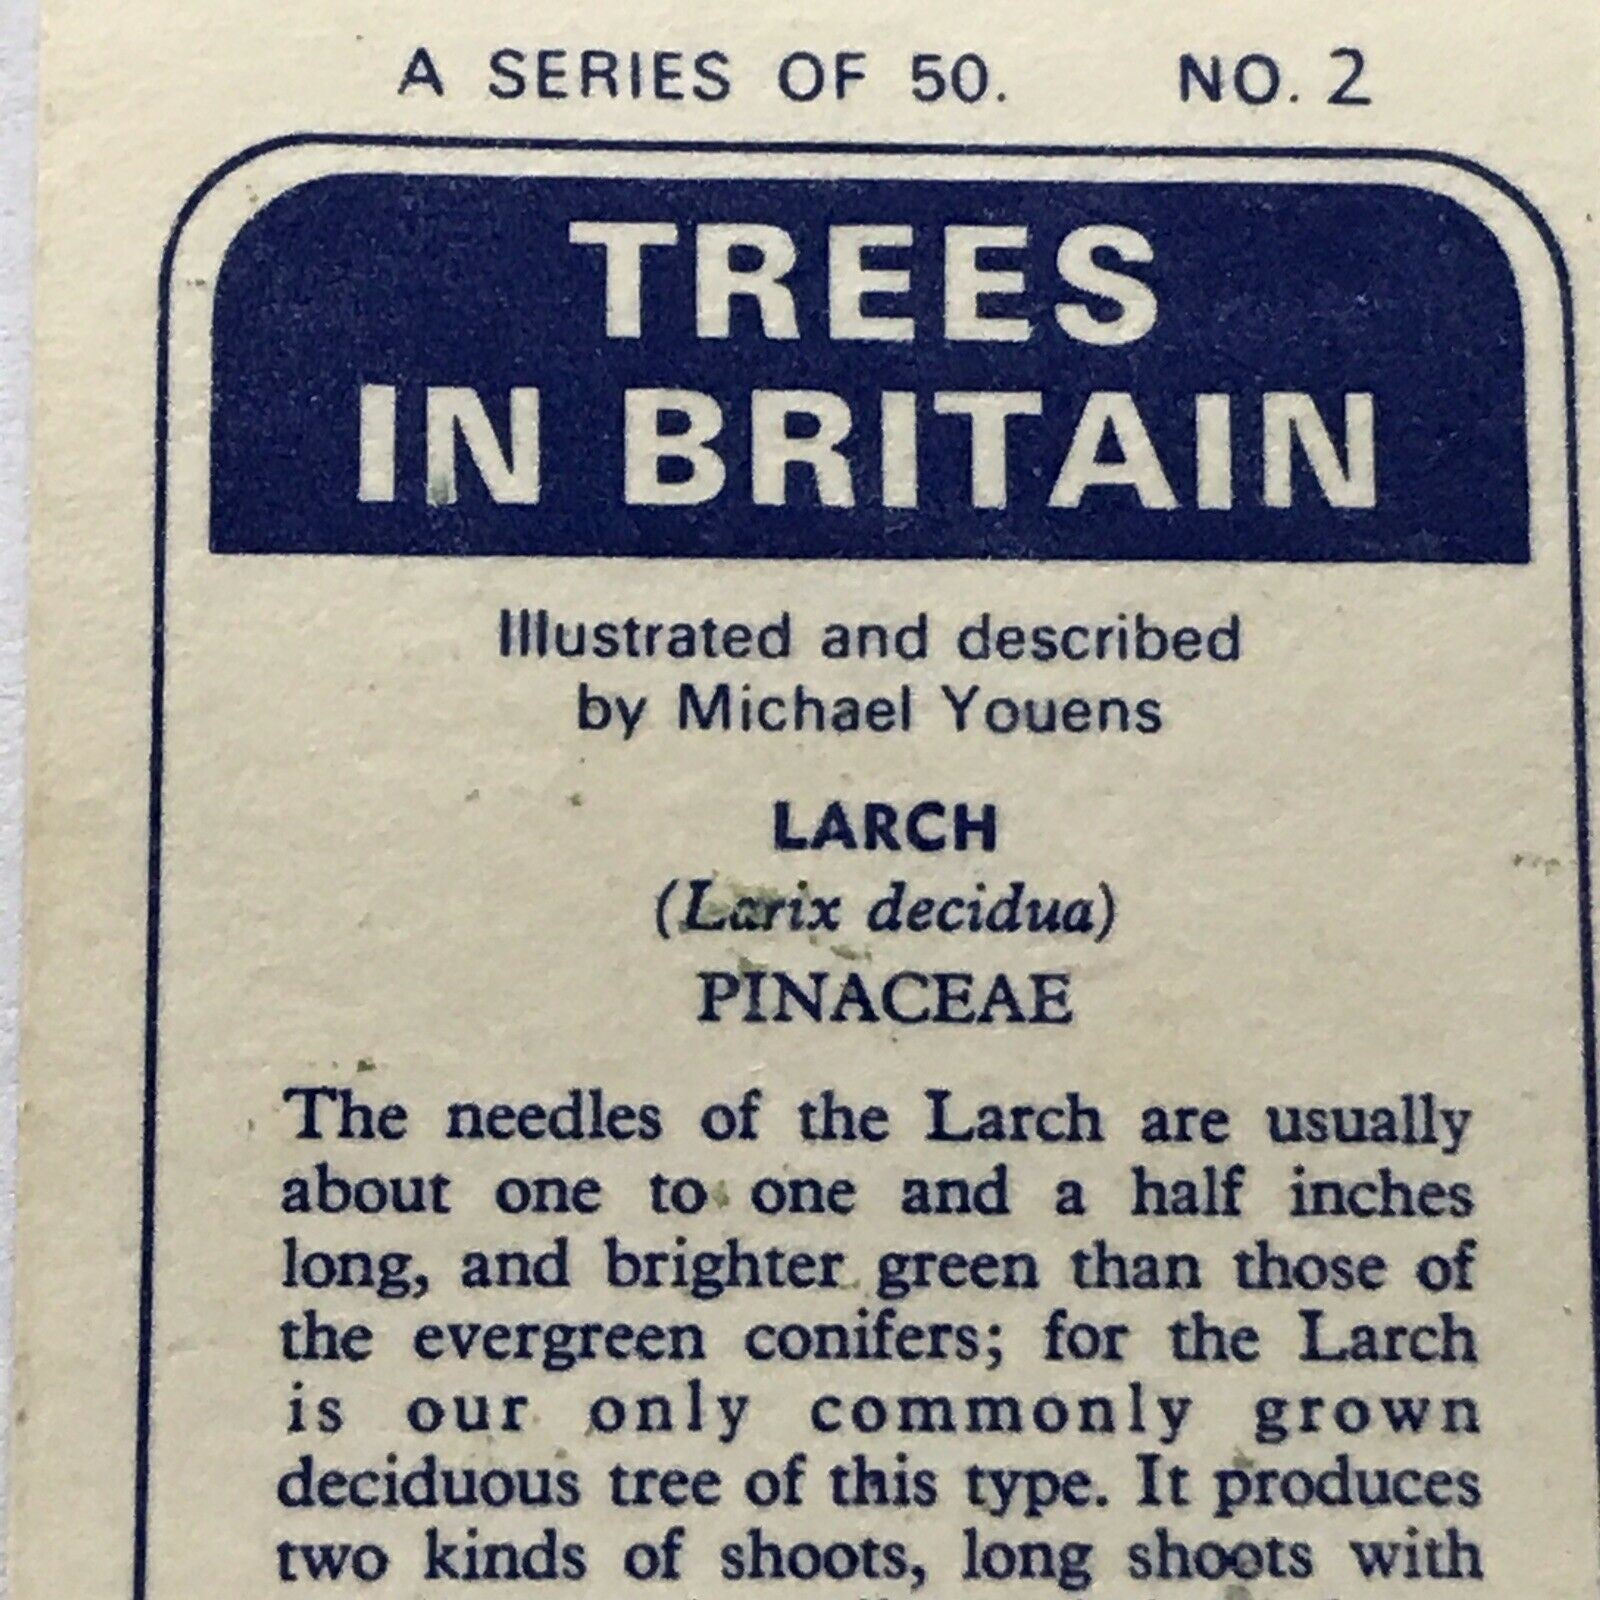 A SERIES OF 50. NO. 2
TREES
IN BRITAIN
Illustrated and described
by Michael Youens
LARCH
(Larix decidua)
PINACEAE
The needles of the Larch are usually
about one to one and a half inches
long, and brighter green than those of
the evergreen conifers; for the Larch
is our only commonly grown
deciduous tree of this type. It produces
two kinds of shoots, long shoots with